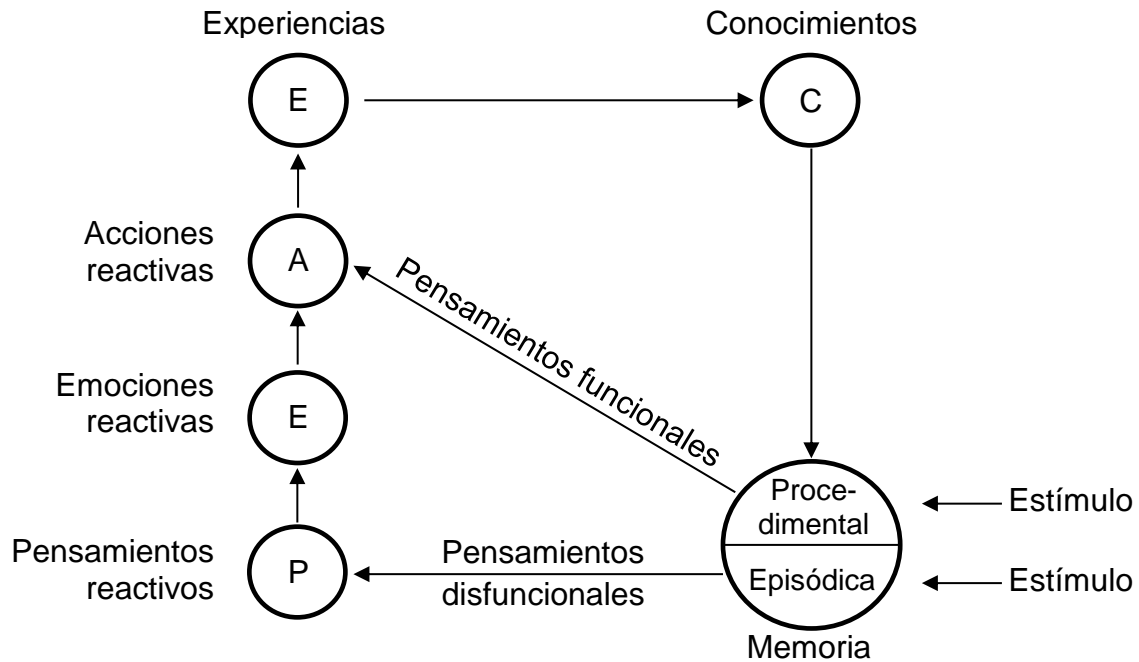 Experiencias
Conocimientos
E
C
Acciones
reactivas
A
Pensamientos funcionales
Emociones
reactivas
E
Proce-
dimental
Estímulo
Pensamientos
reactivos
P
Pensamientos
disfuncionales
Episódica
Estímulo
Memoria